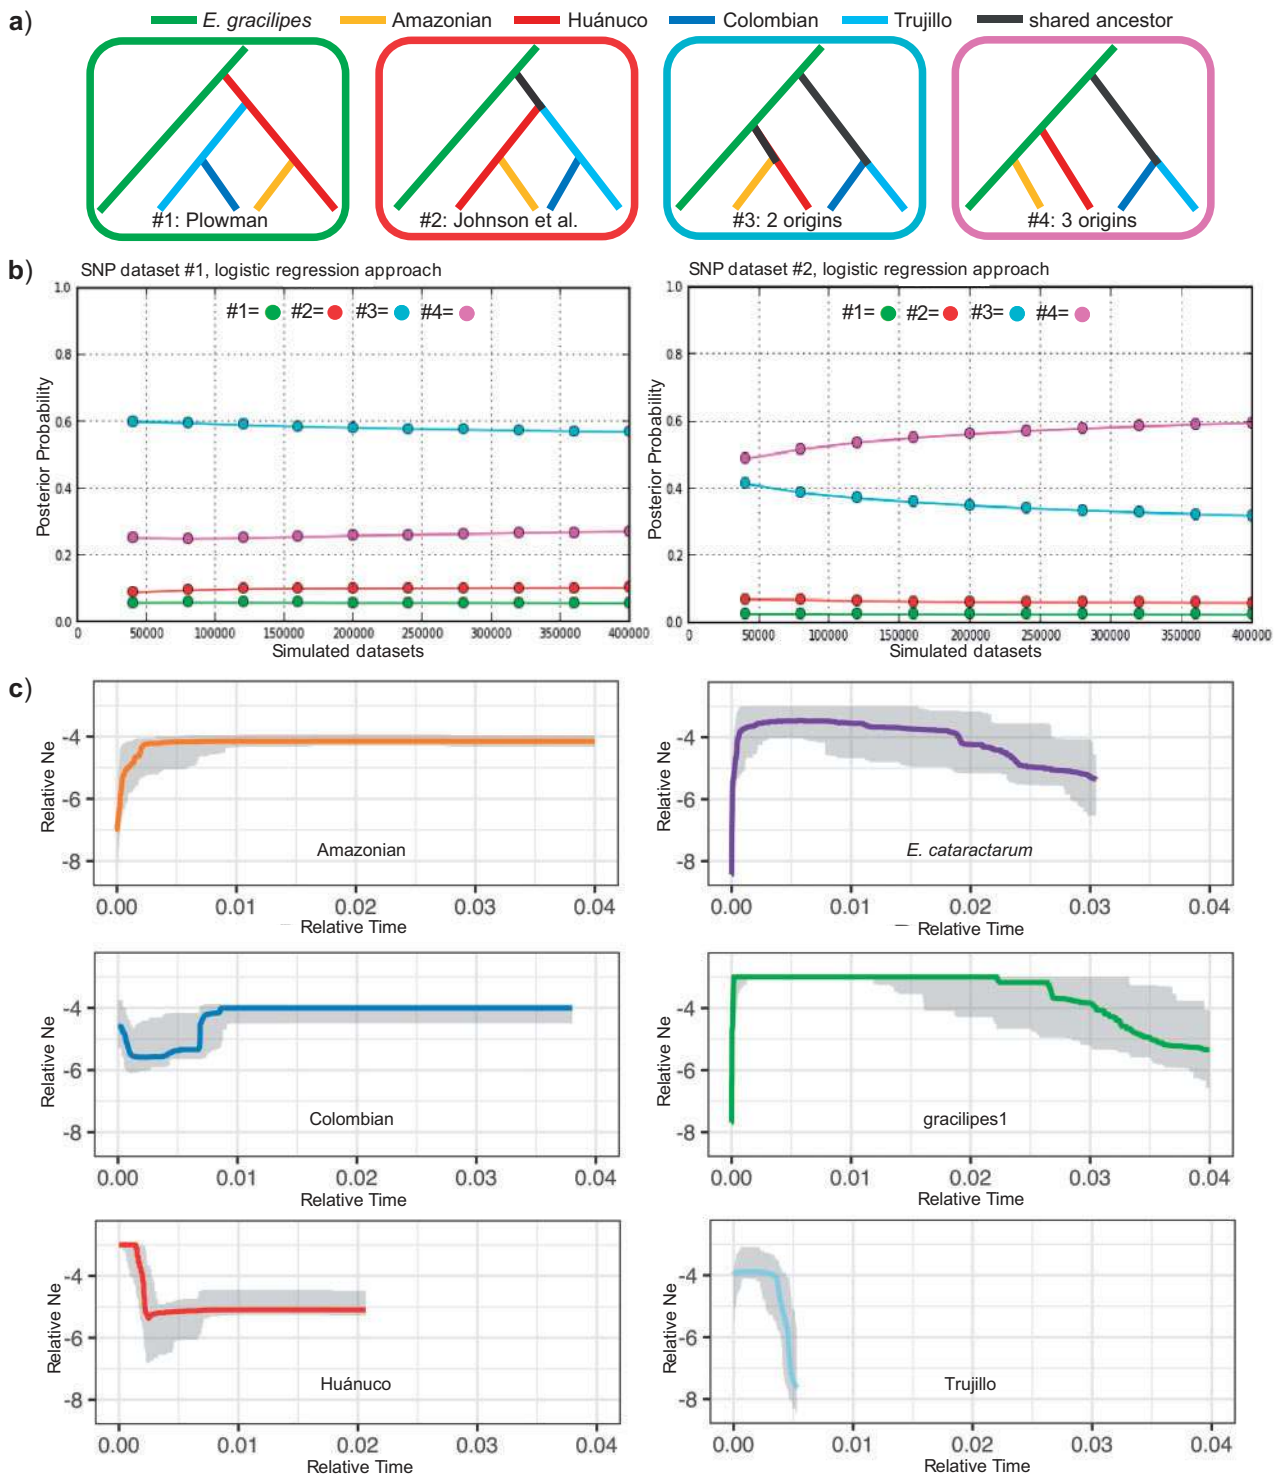 a)
E. gracilipes Amazonian Huánuco Colombian Trujillo shared ancestor
#1: Plowman #2: Johnson et al. #3: 2 origins #4: 3 origins
b)
SNP dataset #1, logistic regression approach
#1= #2= #3= #4=
Posterior Probability
1.0
0.8
0.6
0.4
0.2
0.0
0 50000 100000 150000 200000 250000 300000 350000 400000
Simulated datasets
SNP dataset #2, logistic regression approach
#1= #2= #3= #4=
Posterior Probability
1.0
0.8
0.6
0.4
0.2
0.0
0 50000 100000 150000 200000 250000 300000 350000 400000
Simulated datasets
c)
Relative Ne
-4
-6
-8
Amazonian
0.00 0.01 0.02 0.03 0.04
Relative Time
Relative Ne
-4
-6
-8
E. cataractarum
0.00 0.01 0.02 0.03 0.04
Relative Time
Relative Ne
-4
-6
-8
Colombian
0.00 0.01 0.02 0.03 0.04
Relative Time
Relative Ne
-4
-6
-8
gracilipes1
0.00 0.01 0.02 0.03 0.04
Relative Time
Relative Ne
-4
-6
-8
Huánuco
0.00 0.01 0.02 0.03 0.04
Relative Time
Relative Ne
-4
-6
-8
Trujillo
0.00 0.01 0.02 0.03 0.04
Relative Time